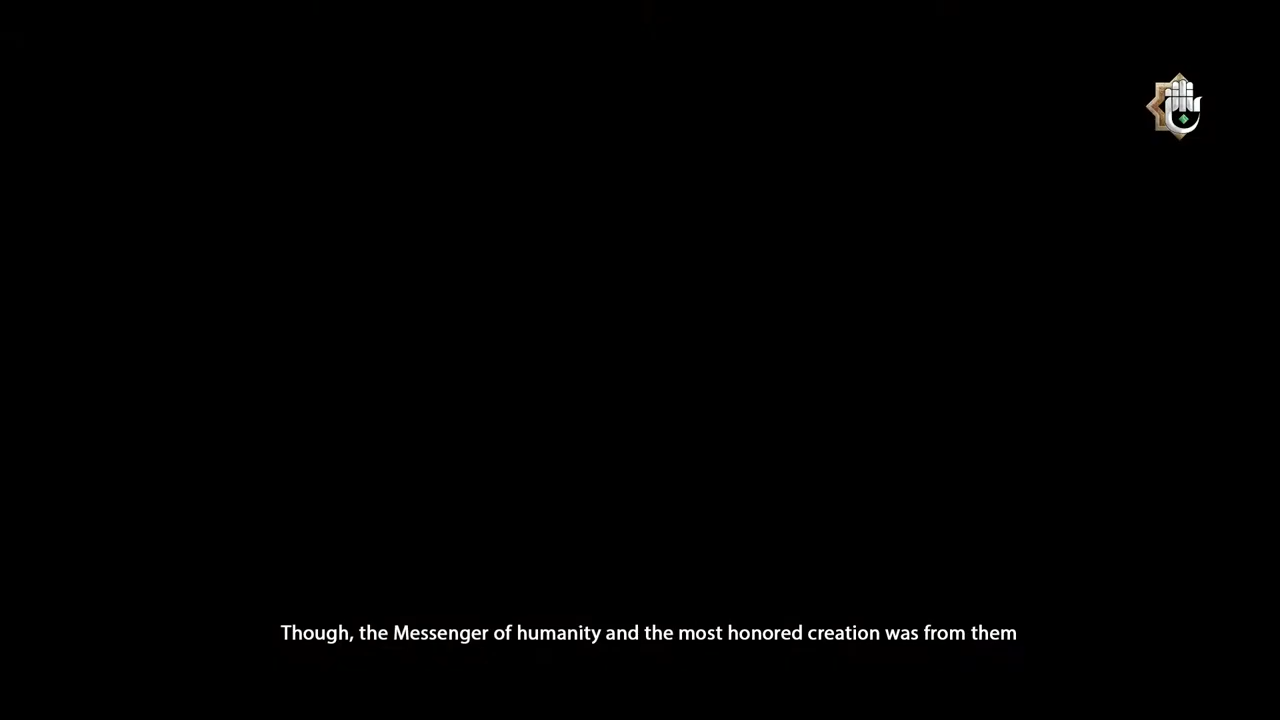 Though, the Messenger of humanity and the most honored creation was from them